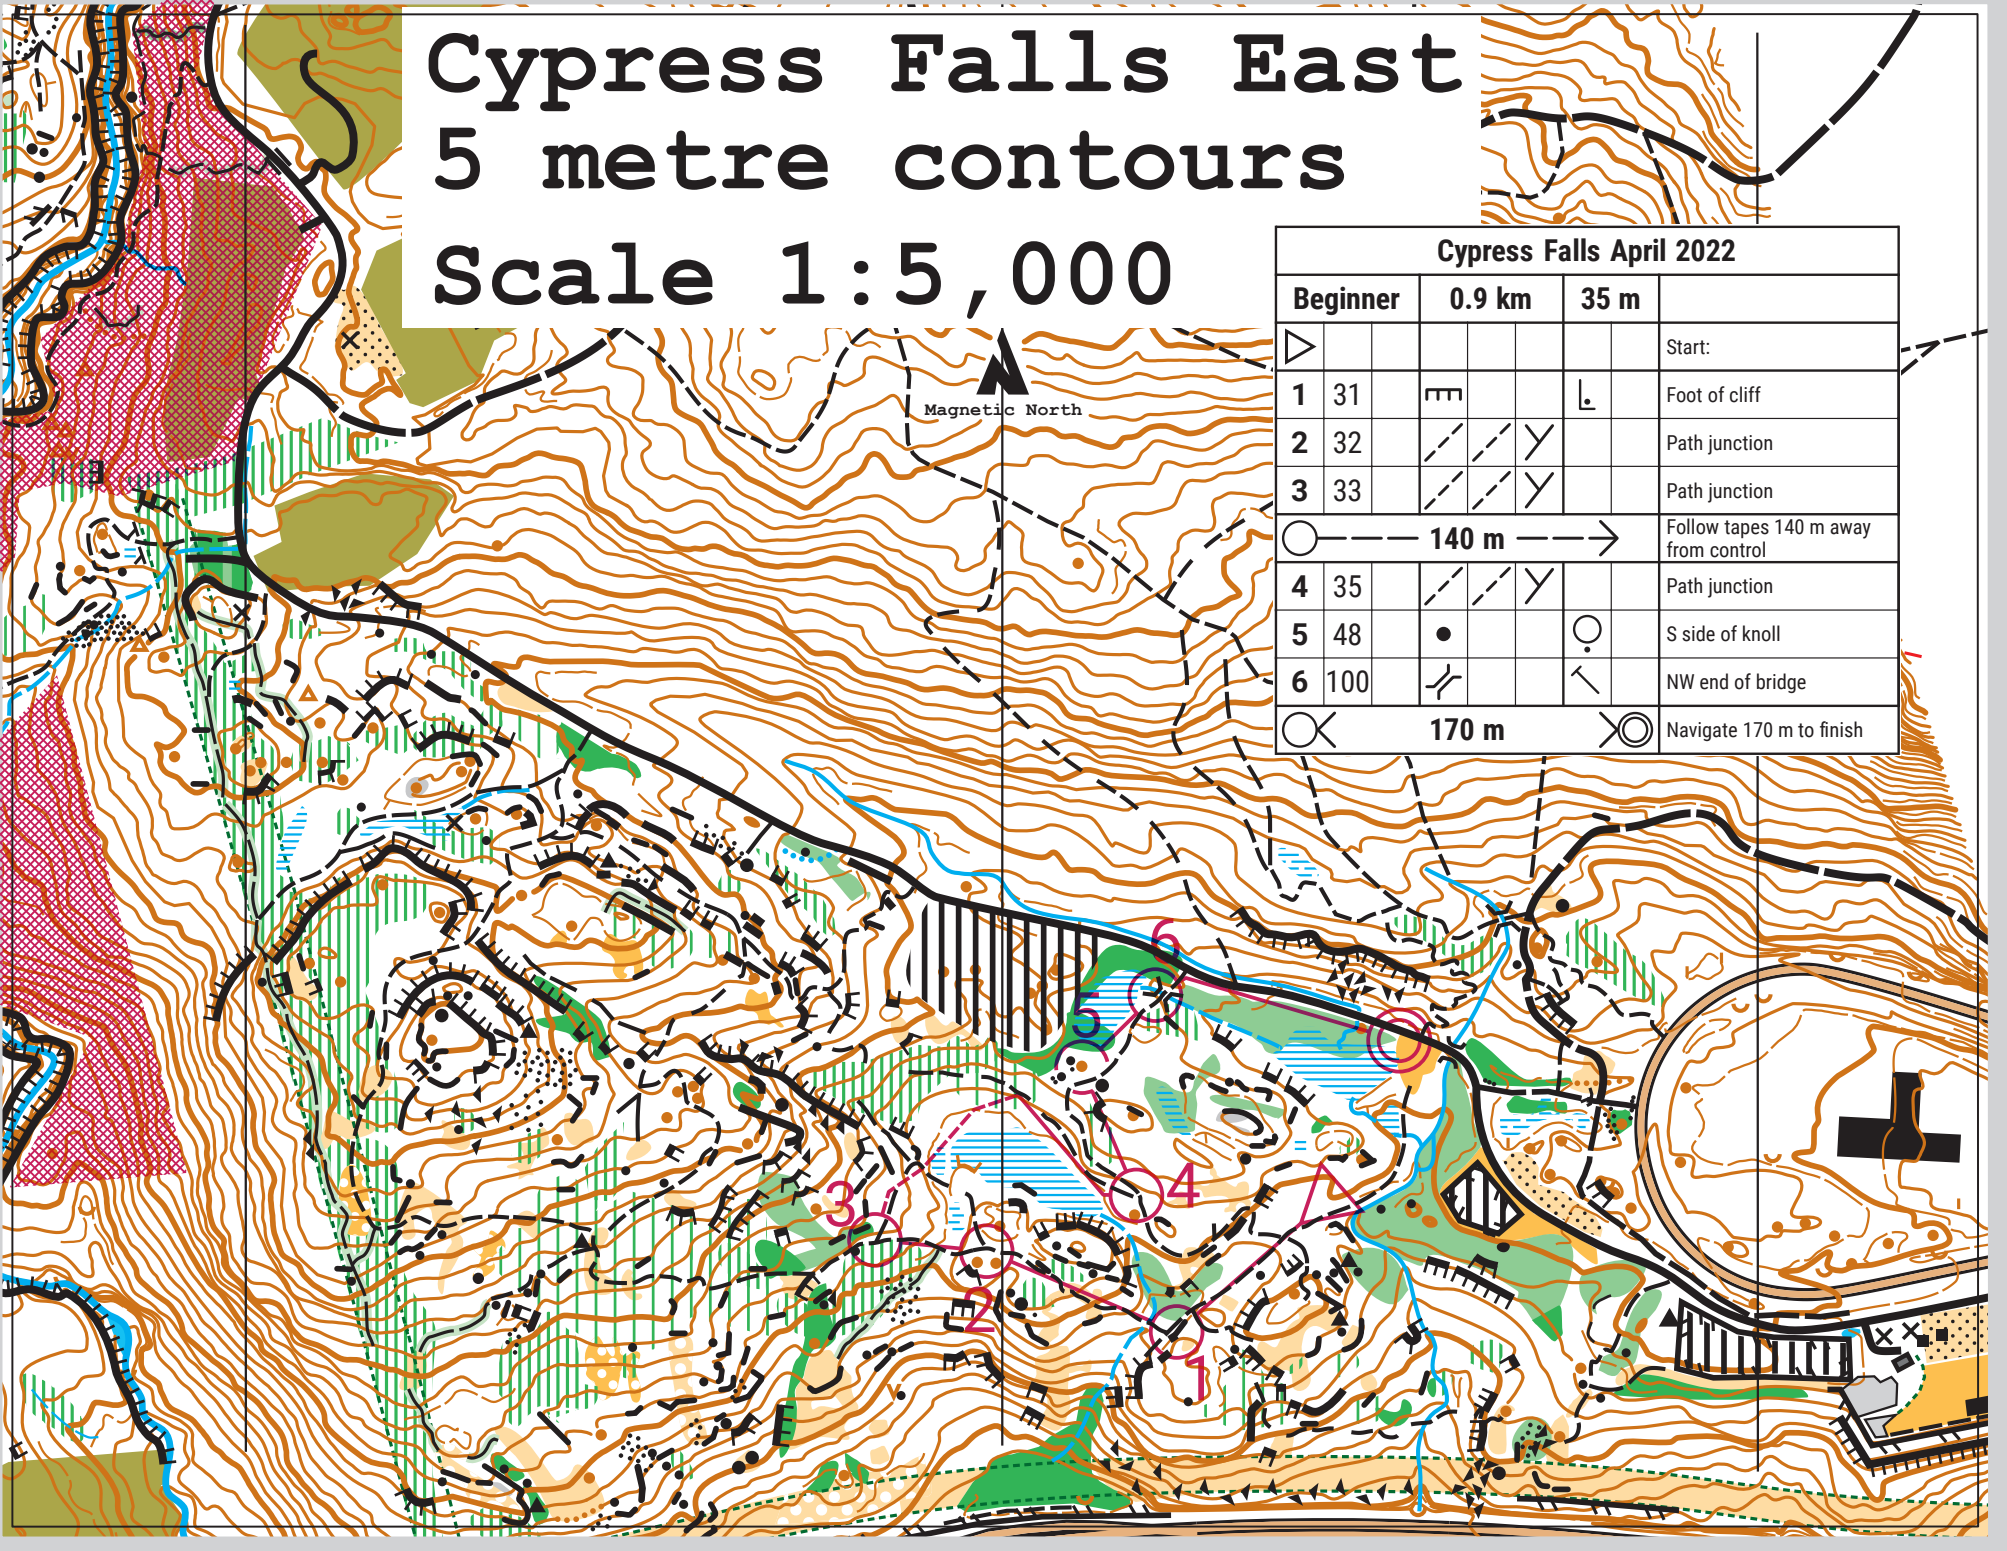 Cypress Falls East
5 metre contours
Scale 1:5,000
Cypress Falls April 2022
Beginner 0.9 km 35 m
Start:
1 31 Foot of cliff
2 32 Path junction
3 33 Path junction
140 m Follow tapes 140 m away
from control
4 35 Path junction
5 48 S side of knoll
6 100 NW end of bridge
170 m Navigate 170 m to finish
N
Magnetic North
6
5
3
4
2
1